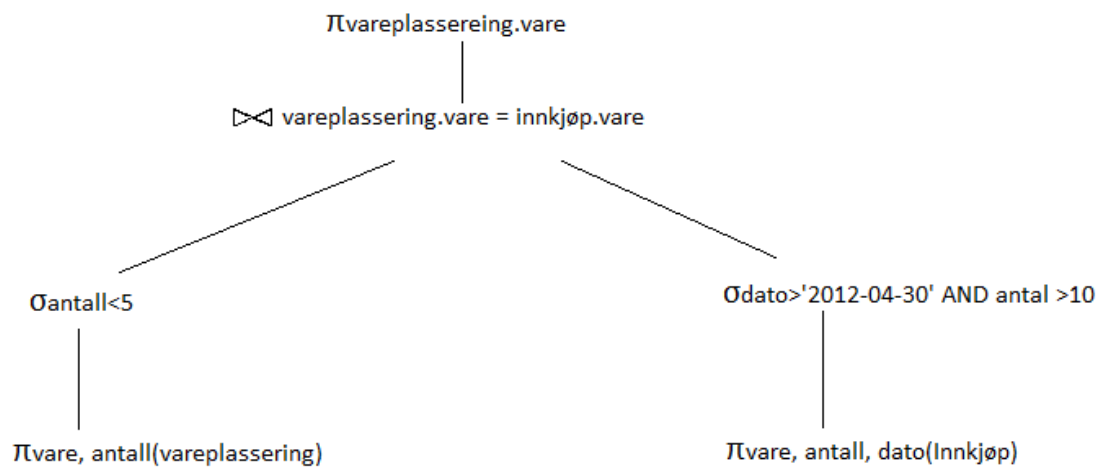 πvareplassereing.vare
⋈ vareplassering.vare = innkjøp.vare
σantall<5
σdato>'2012-04-30' AND antal >10
πvare, antall(vareplassering)
πvare, antall, dato(Innkjøp)